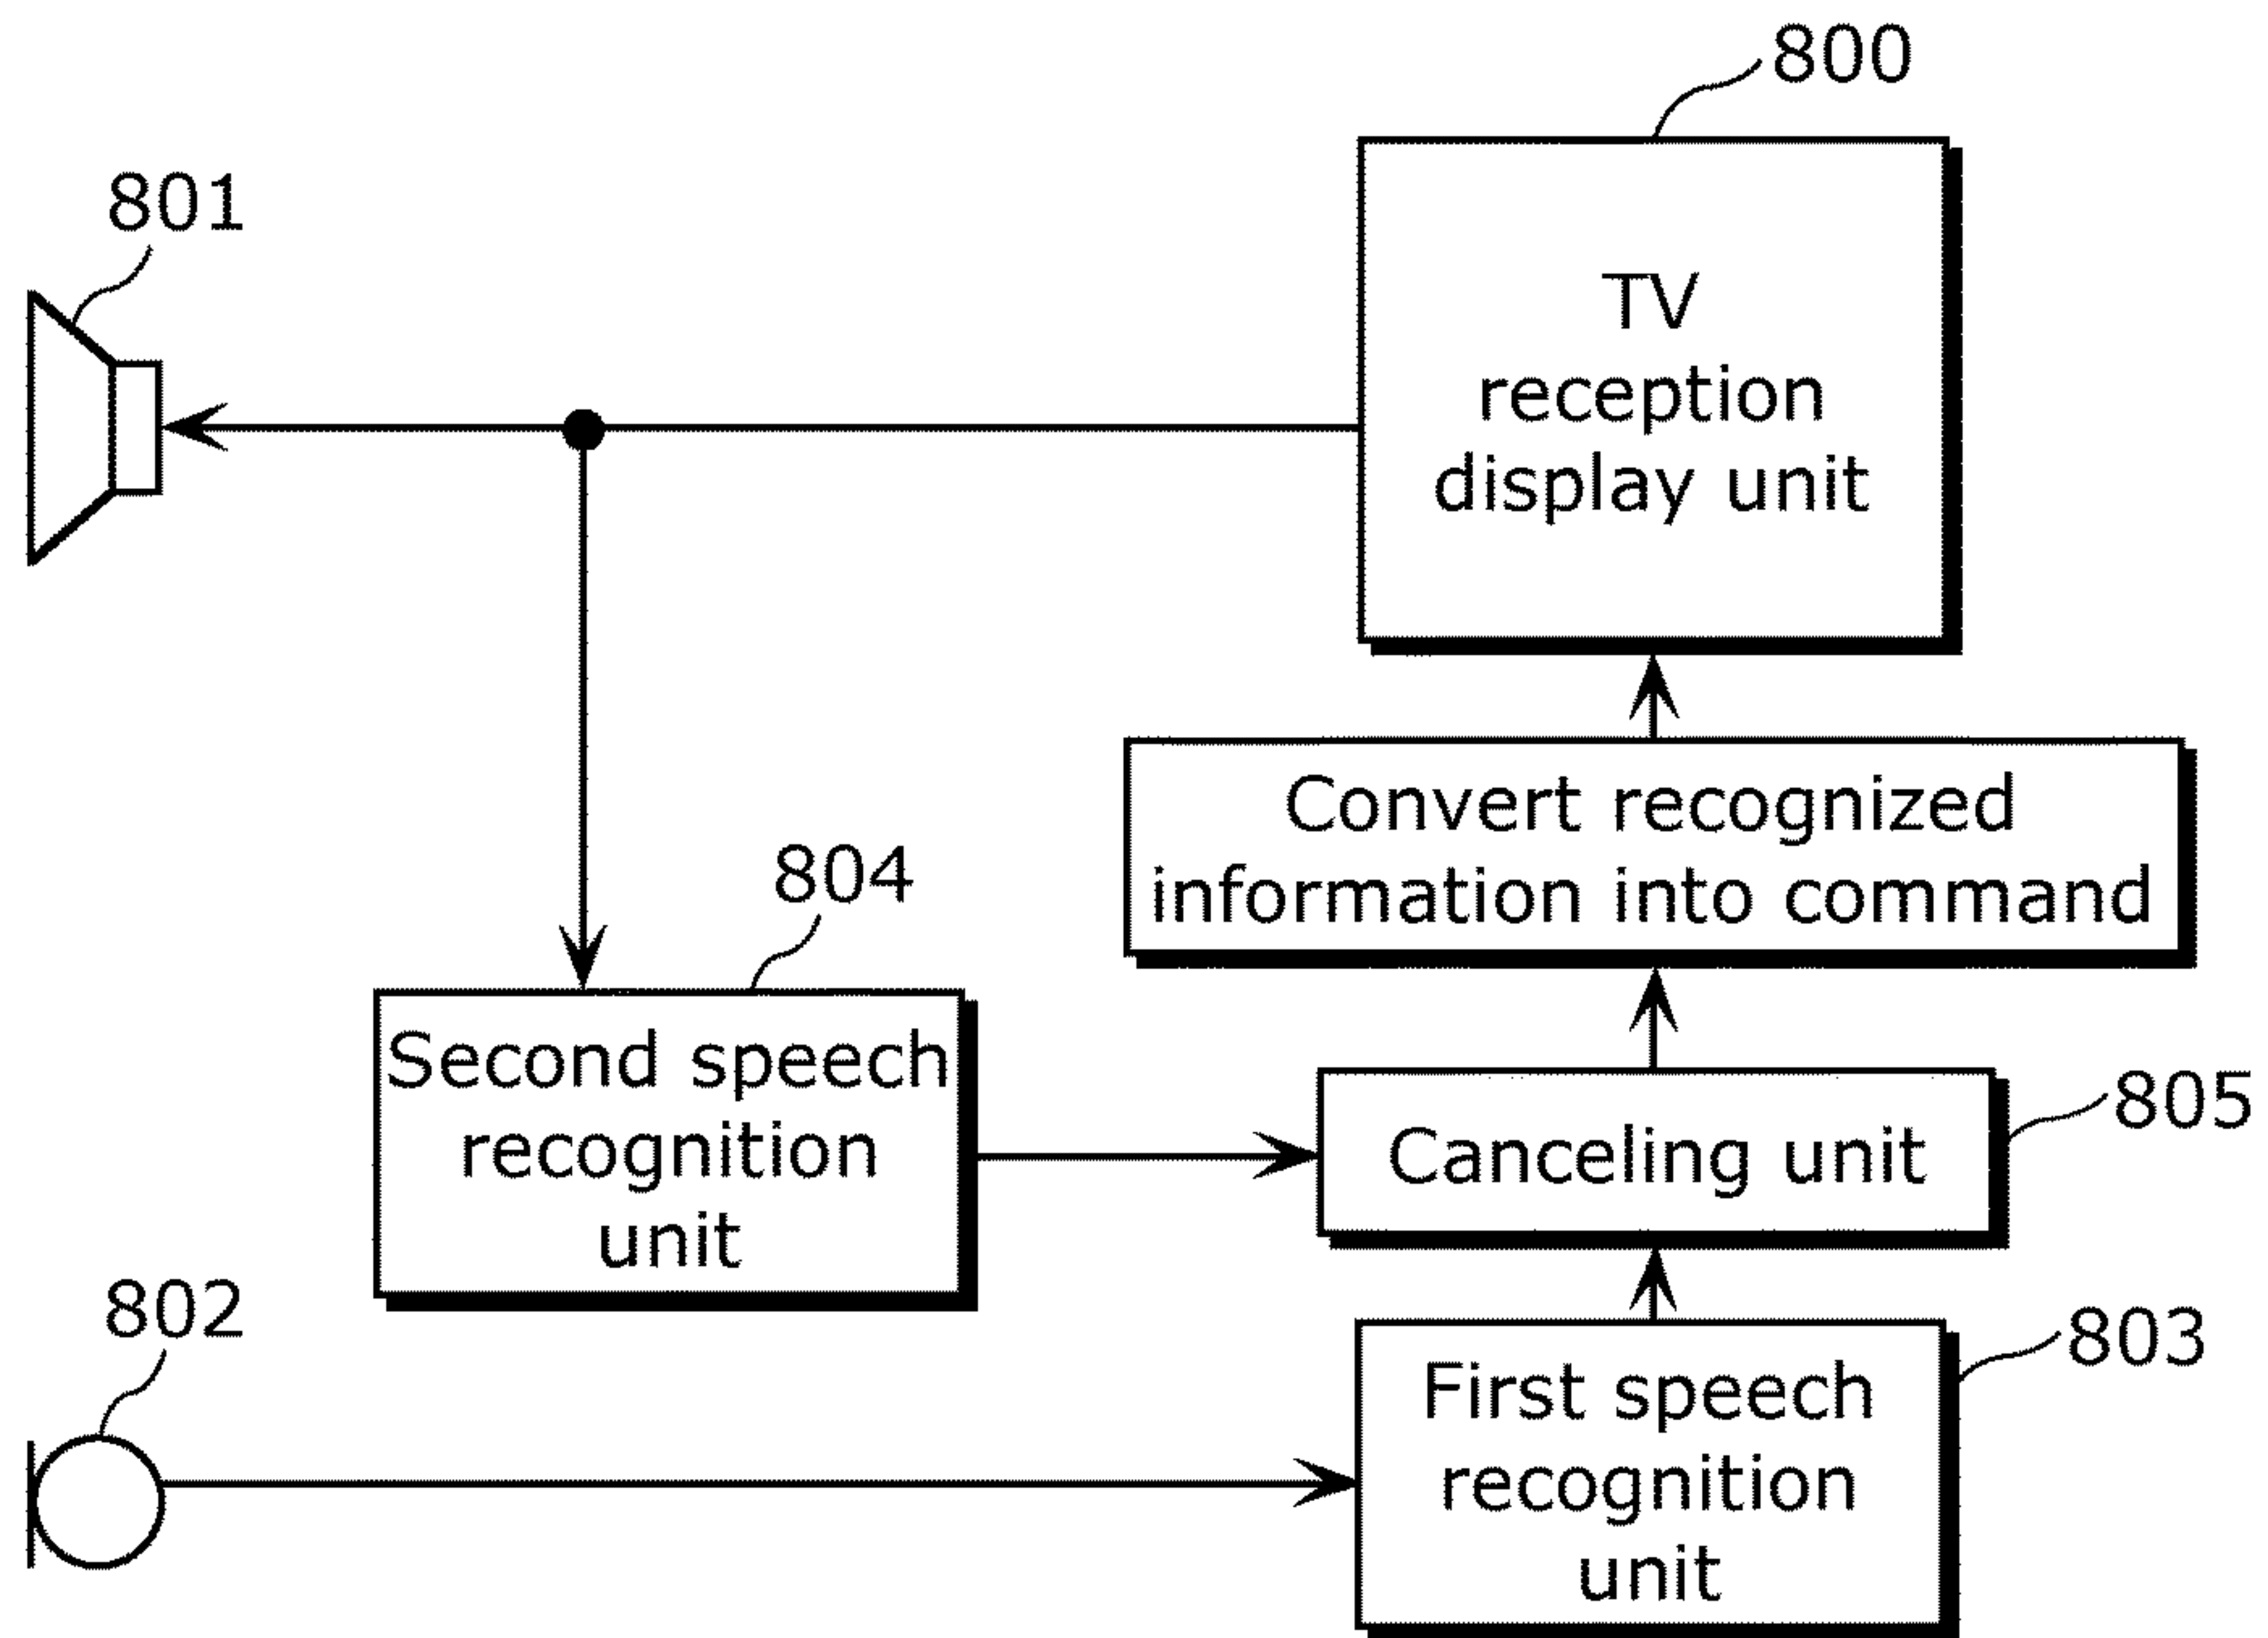 800
801
TV
reception
display unit
Convert recognized
information into command
804
Second speech
recognition
unit
805
Canceling unit
802
803
First speech
recognition
unit